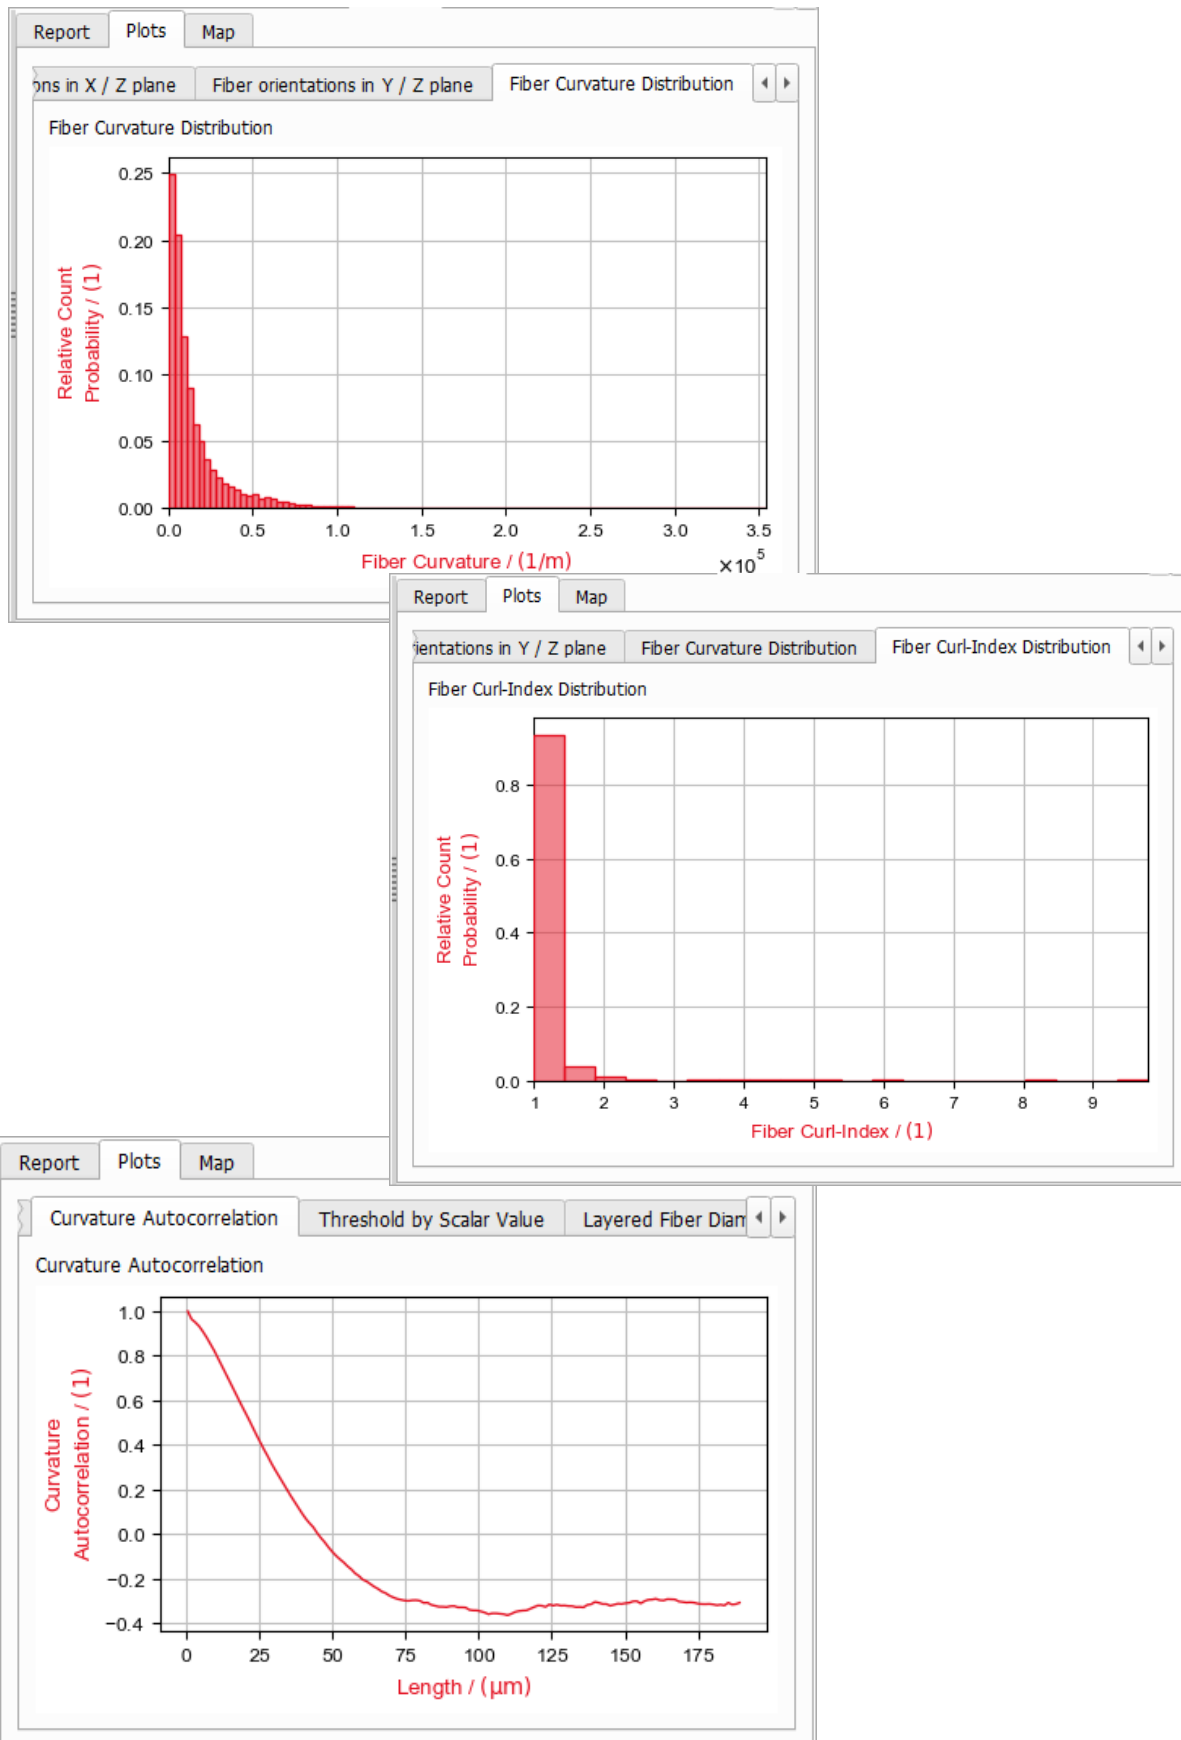 Report Plots Map
ons in X / Z plane Fiber orientations in Y / Z plane Fiber Curvature Distribution
Fiber Curvature Distribution
0.25
0.20
0.15
0.10
0.05
0.00
Relative Count
Probability / (1)
0.0 0.5 1.0 1.5 2.0 2.5 3.0 3.5
Fiber Curvature / (1/m)
×10^5
Report Plots Map
ientations in Y / Z plane Fiber Curvature Distribution Fiber Curl-Index Distribution
Fiber Curl-Index Distribution
0.8
0.6
0.4
0.2
0.0
Relative Count
Probability / (1)
1 2 3 4 5 6 7 8 9
Fiber Curl-Index / (1)
Report Plots Map
Curvature Autocorrelation Threshold by Scalar Value Layered Fiber Diam
Curvature Autocorrelation
1.0
0.8
0.6
0.4
0.2
0.0
−0.2
−0.4
Curvature
Autocorrelation / (1)
0 25 50 75 100 125 150 175
Length / (µm)